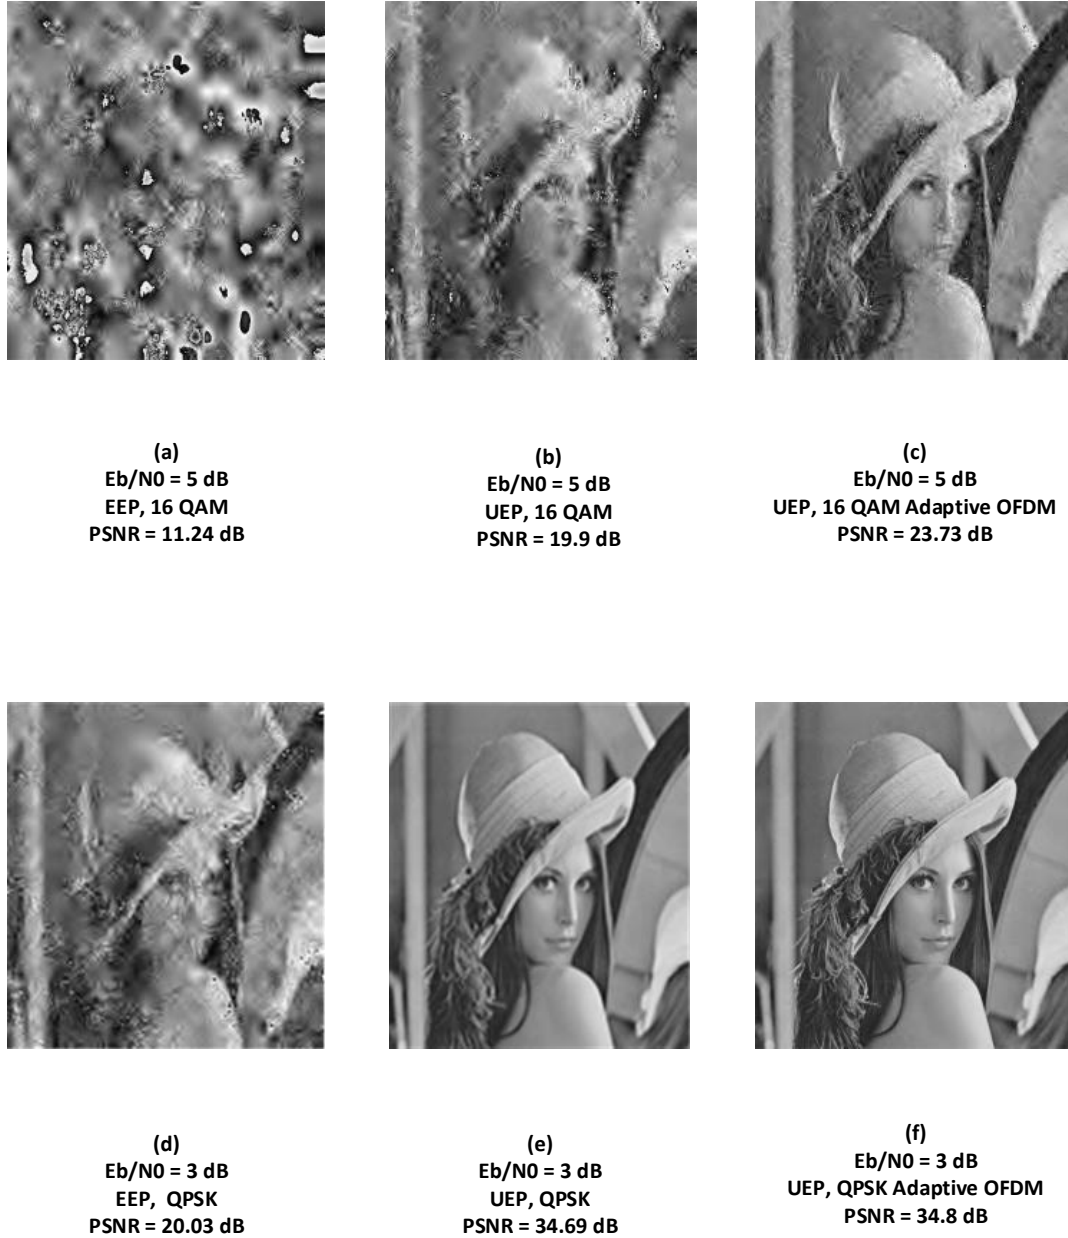 (a)
Eb/N0 = 5 dB
EEP, 16 QAM
PSNR = 11.24 dB
(b)
Eb/N0 = 5 dB
UEP, 16 QAM
PSNR = 19.9 dB
(c)
Eb/N0 = 5 dB
UEP, 16 QAM Adaptive OFDM
PSNR = 23.73 dB
(d)
Eb/N0 = 3 dB
EEP, QPSK
PSNR = 20.03 dB
(e)
Eb/N0 = 3 dB
UEP, QPSK
PSNR = 34.69 dB
(f)
Eb/N0 = 3 dB
UEP, QPSK Adaptive OFDM
PSNR = 34.8 dB